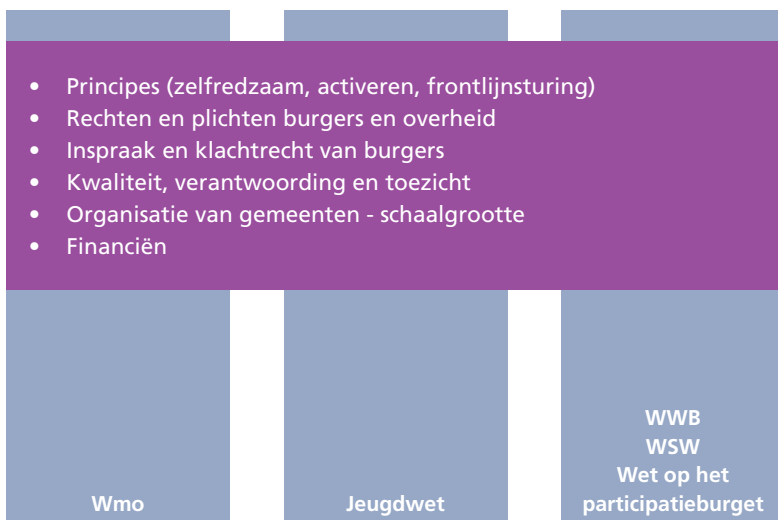 • Principes (zelfredzaam, activeren, frontlijnsturing)
• Rechten en plichten burgers en overheid
• Inspraak en klachtrecht van burgers
• Kwaliteit, verantwoording en toezicht
• Organisatie van gemeenten - schaalgrootte
• Financiën
Wmo
Jeugdwet
WWB
WSW
Wet op het
participatieburget